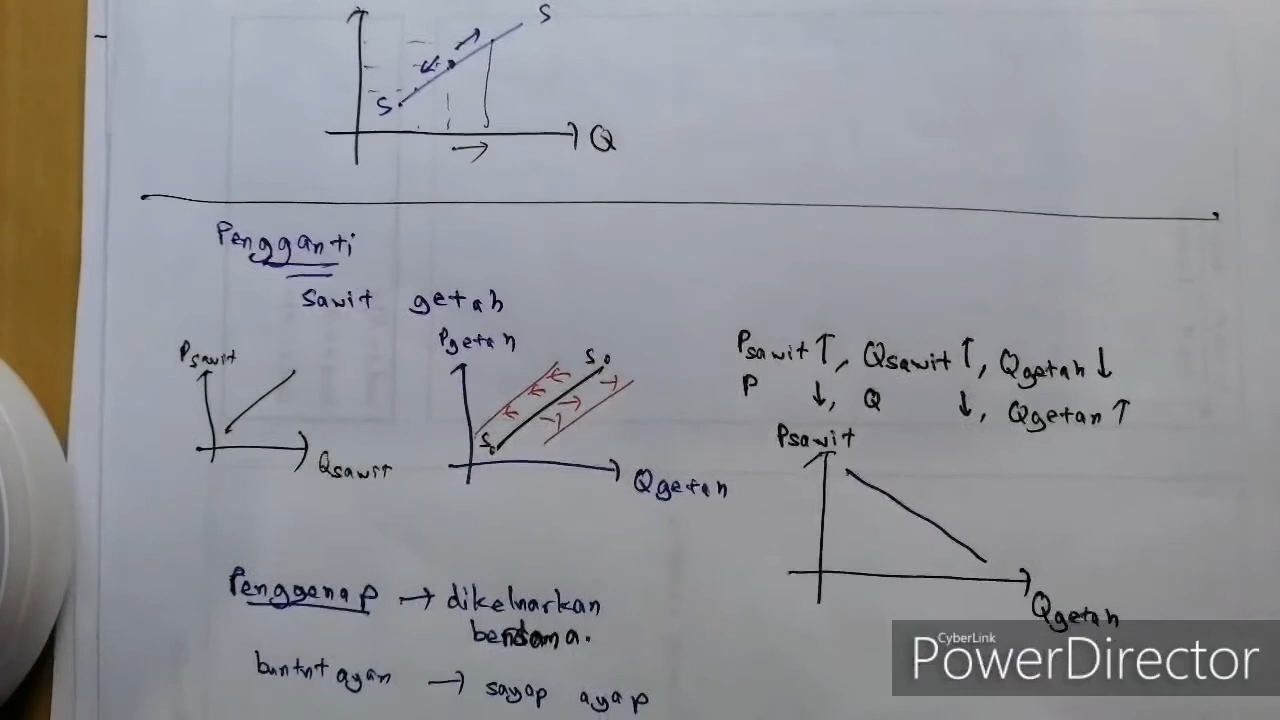 S
S
Q
Pengganti
Sawit getah
Psawit
Qsawit
Pgetah
S0
S0
Qgetah
Psawit ↑, Qsawit ↑, Qgetah ↓
P ↓, Q ↓, Qgetah ↑
Psawit
Qgetah
Penggenap → dikeluarkan
bersama.
buntut ayam → sayap ayap
CyberLink
PowerDirector